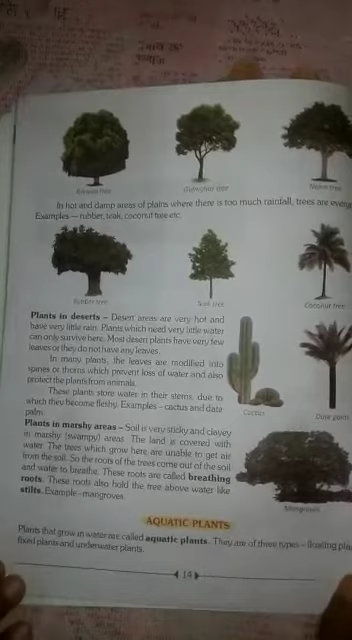 Banyan tree
Gulmohar tree
Neem tree
In hot and damp areas of plains where there is too much rainfall, trees are everg
Examples — rubber, teak, coconut tree etc.
Rubber tree
Teak tree
Coconut tree
Plants in deserts – Desert areas are very hot and
have very little rain. Plants which need very little water
can only survive here. Most desert plants have very few
leaves or they do not have any leaves.
In many plants, the leaves are modified into
spines or thorns which prevent loss of water and also
protect the plants from animals.
These plants store water in their stems, due to
which they become fleshy. Examples – cactus and date
palm.
Cactus
Date palm
Plants in marshy areas – Soil is very sticky and clayey
in marshy (swampy) areas. The land is covered with
water. The trees which grow here are unable to get air
from the soil. So the roots of the trees come out of the soil
and water to breathe. These roots are called breathing
roots. These roots also hold the tree above water like
stilts. Example - mangroves.
Mangroves
AQUATIC PLANTS
Plants that grow in water are called aquatic plants. They are of three types – floating pla
fixed plants and underwater plants.